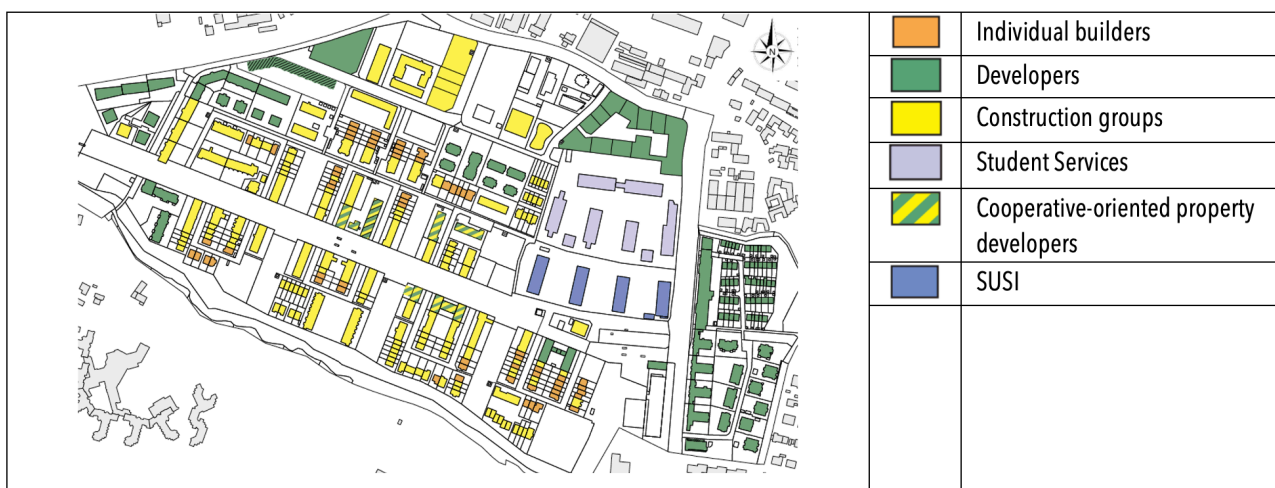 N
Individual builders
Developers
Construction groups
Student Services
Cooperative-oriented property
developers
SUSI